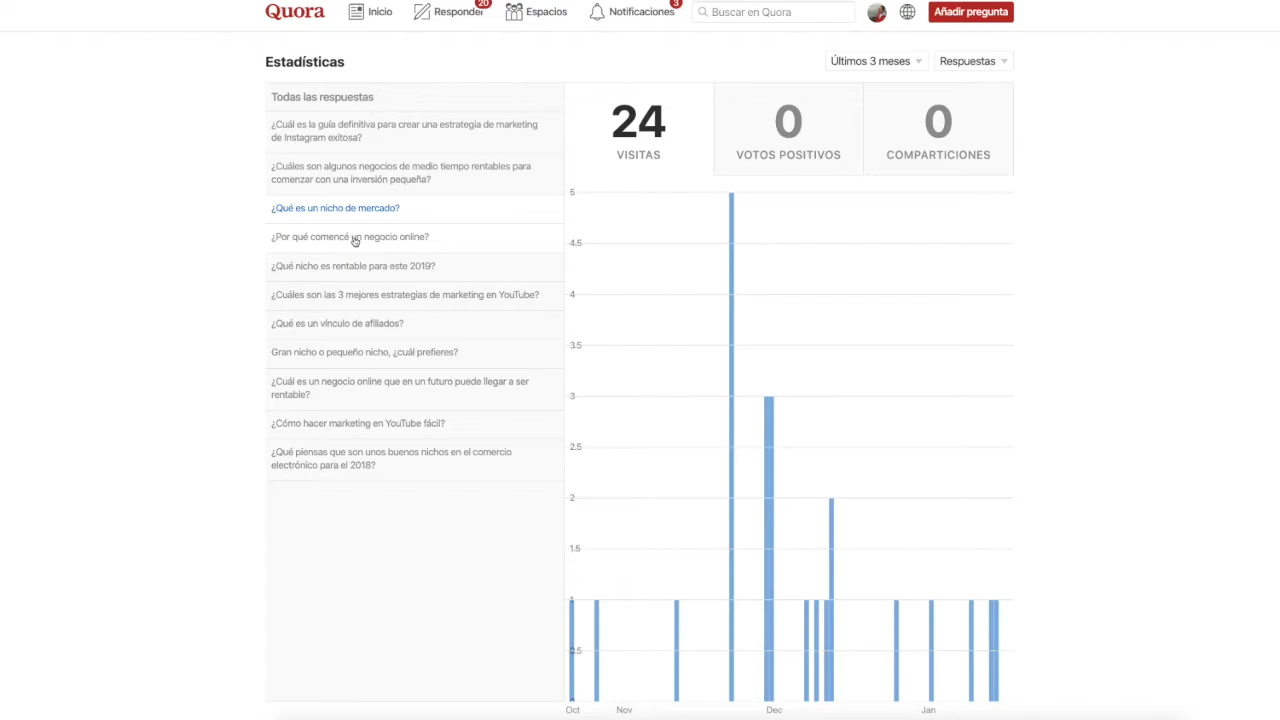 Quora
Inicio
Responder
20
Espacios
Notificaciones
3
Buscar en Quora
Añadir pregunta
Estadísticas
Últimos 3 meses
Respuestas
Todas las respuestas
¿Cuál es la guía definitiva para crear una estrategia de marketing
de Instagram exitosa?
¿Cuáles son algunos negocios de medio tiempo rentables para
comenzar con una inversión pequeña?
¿Qué es un nicho de mercado?
¿Por qué comencé un negocio online?
¿Qué nicho es rentable para este 2019?
¿Cuáles son las 3 mejores estrategias de marketing en YouTube?
¿Qué es un vínculo de afiliados?
Gran nicho o pequeño nicho, ¿cuál prefieres?
¿Cuál es un negocio online que en un futuro puede llegar a ser
rentable?
¿Cómo hacer marketing en YouTube fácil?
¿Qué piensas que son unos buenos nichos en el comercio
electrónico para el 2018?
24
VISITAS
0
VOTOS POSITIVOS
0
COMPARTICIONES
5
4.5
4
3.5
3
2.5
2
1.5
1
0.5
0
Oct
Nov
Dec
Jan